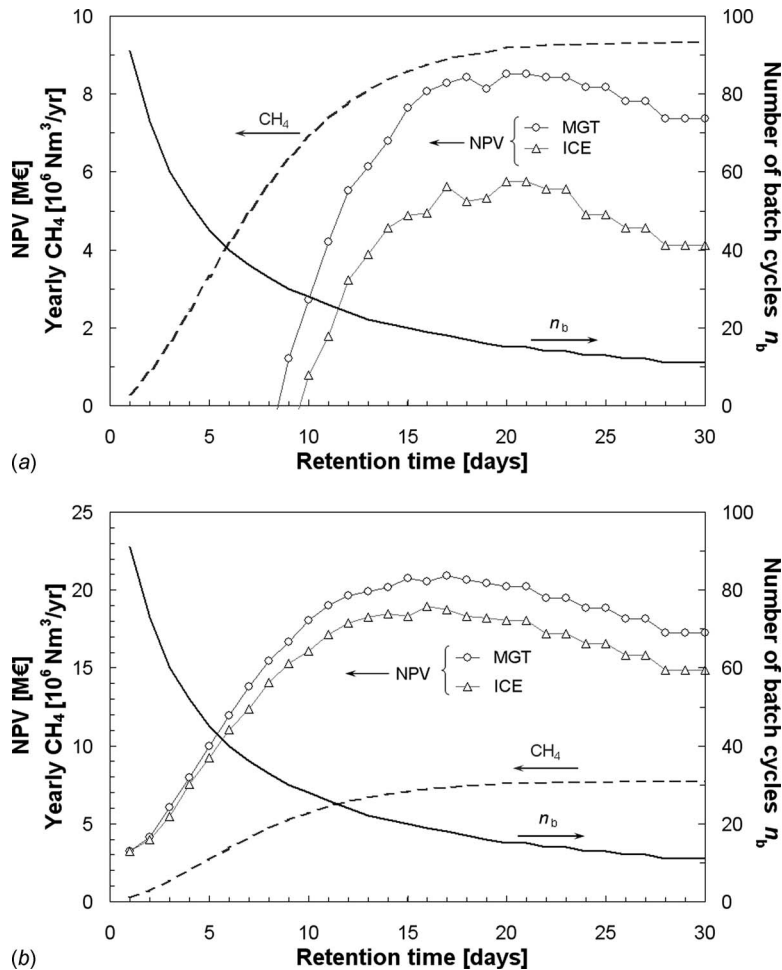 10
8
6
4
2
0
NPV [M€]
Yearly CH4 [10^6 Nm^3/yr]
CH4
NPV
MGT
ICE
nb
100
80
60
40
20
0
Number of batch cycles nb
0 5 10 15 20 25 30
(a) Retention time [days]
25
20
15
10
5
0
NPV [M€]
Yearly CH4 [10^6 Nm^3/yr]
NPV
MGT
ICE
CH4
nb
100
80
60
40
20
0
Number of batch cycles nb
0 5 10 15 20 25 30
(b) Retention time [days]